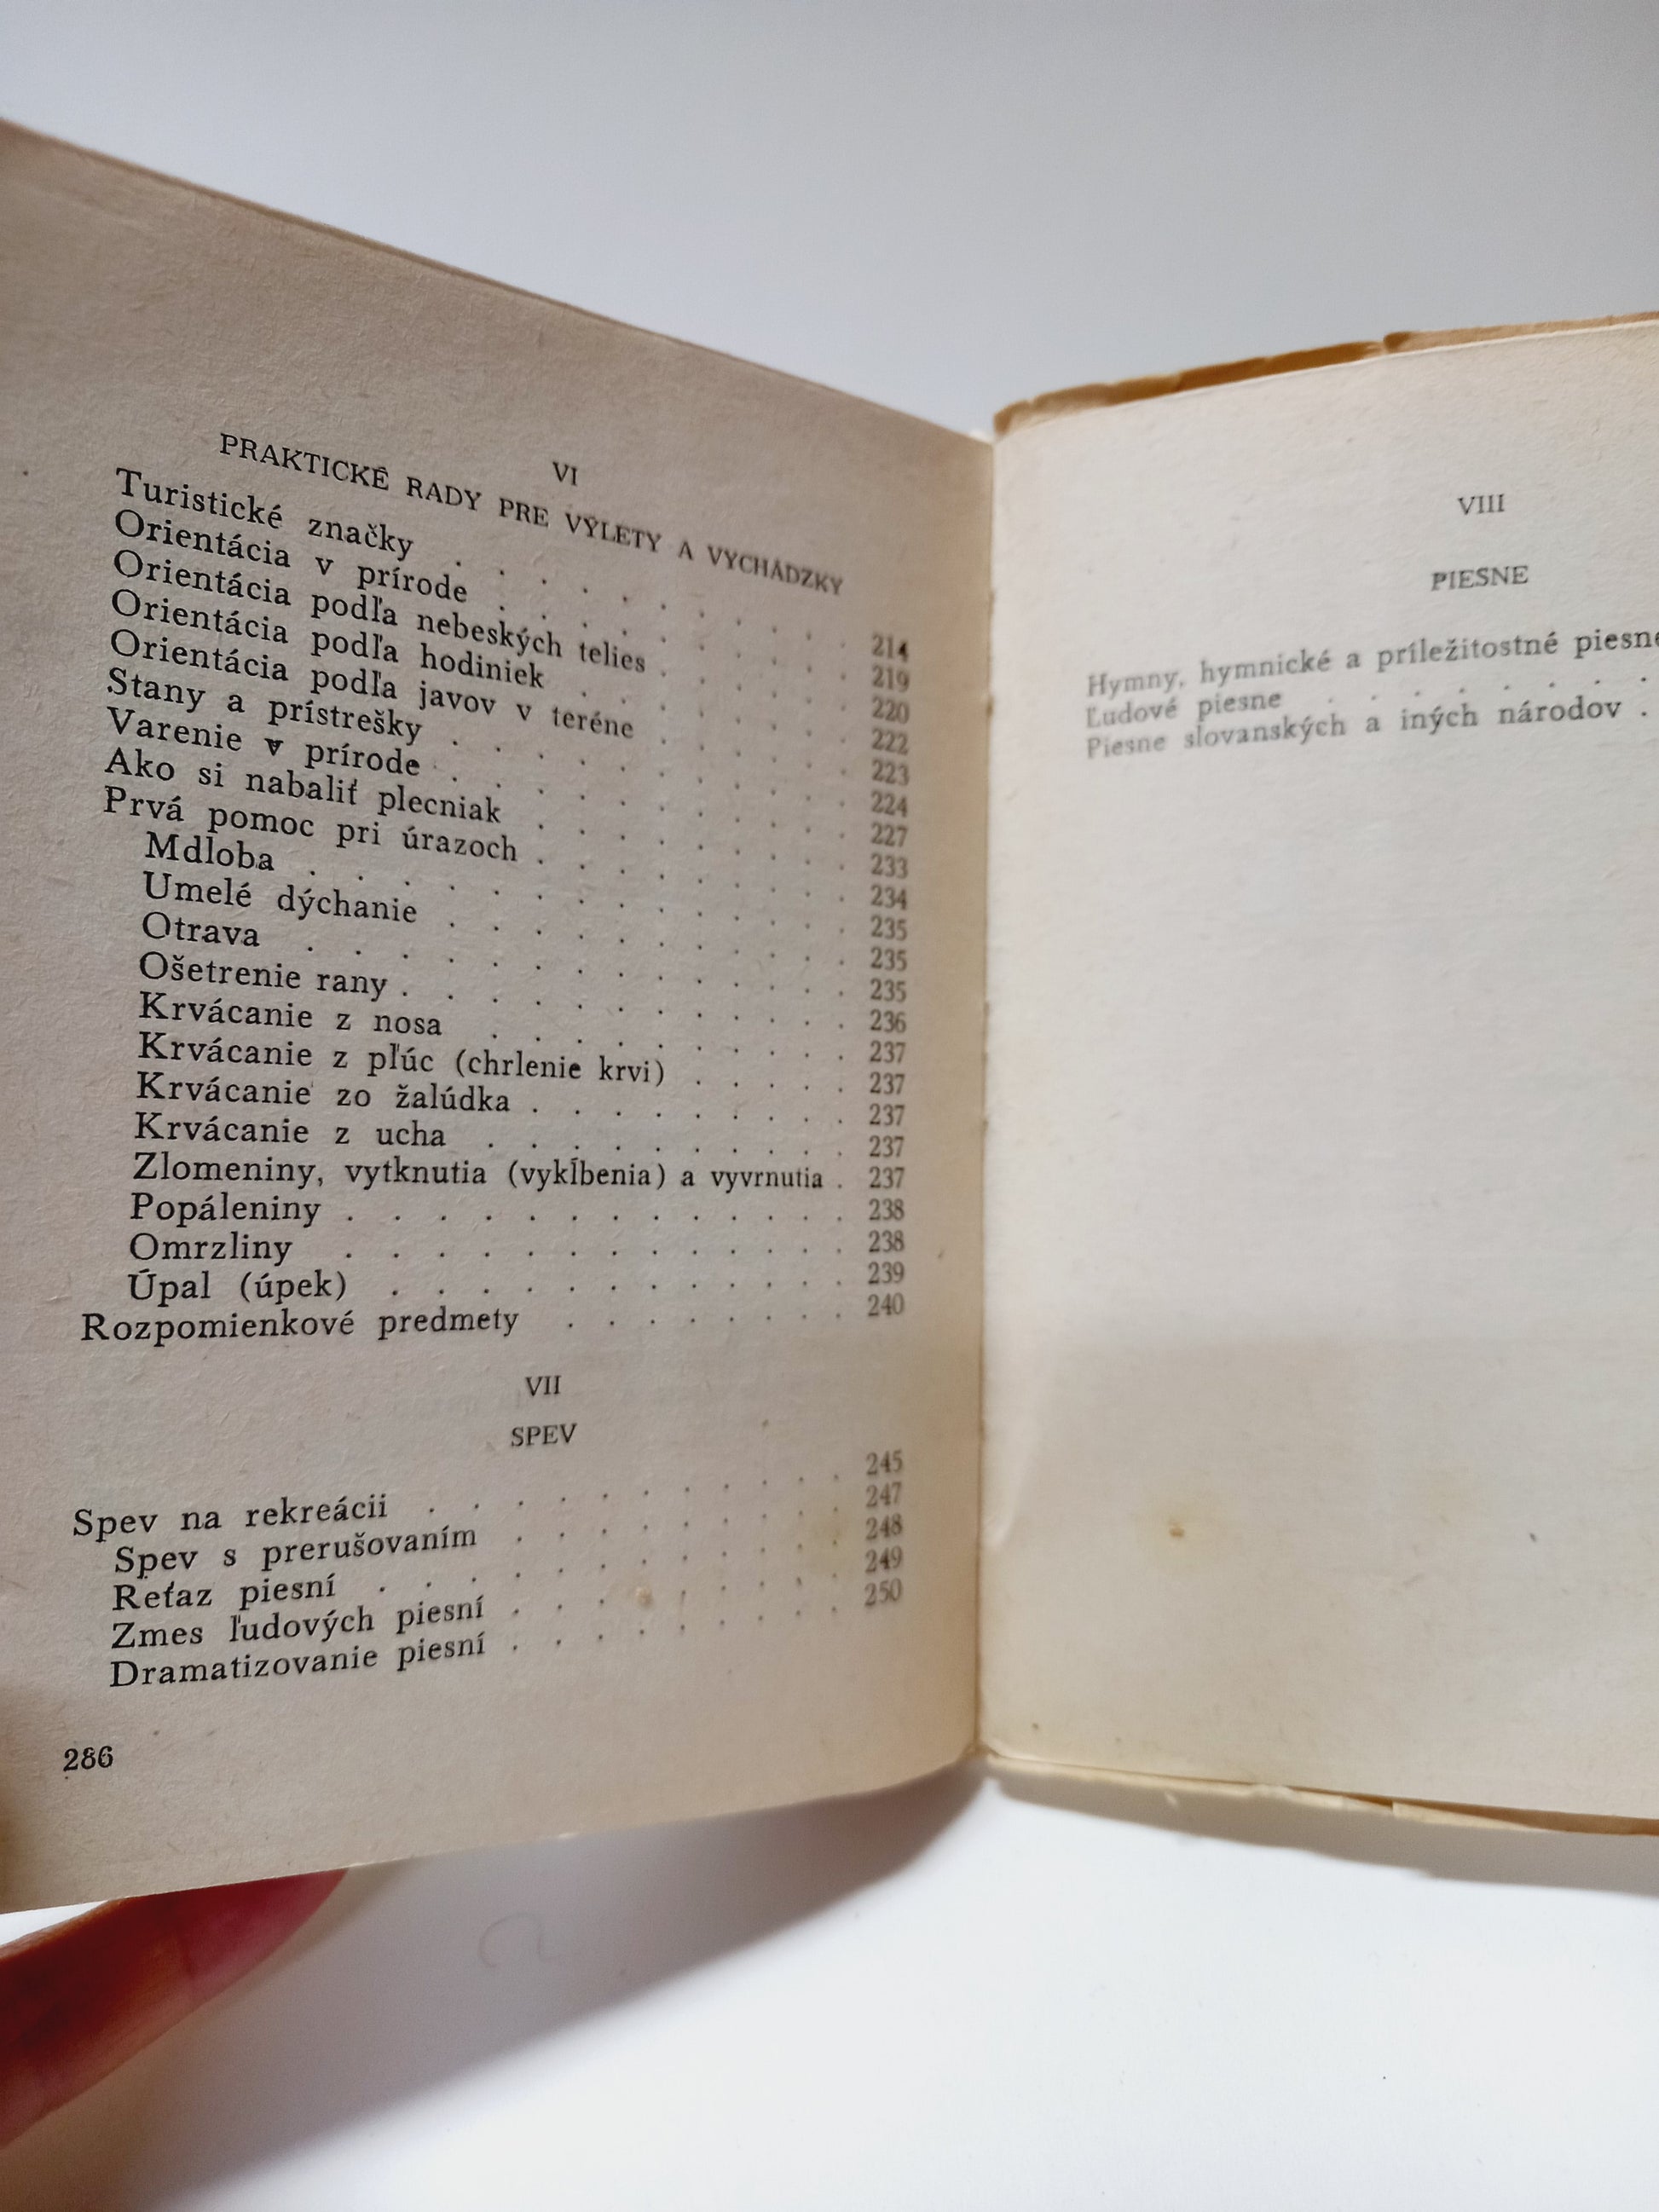 VI
PRAKTICKÉ RADY PRE VÝLETY A VYCHÁDZKY
Turistické značky . . . . . . . . . . 214
Orientácia v prírode . . . . . . . . . 219
Orientácia podľa nebeských telies . . . . . 220
Orientácia podľa hodiniek . . . . . . . 222
Orientácia podľa javov v teréne . . . . . 223
Stany a prístrešky . . . . . . . . . . 224
Varenie v prírode . . . . . . . . . . 227
Ako si nabaliť plecniak . . . . . . . . 233
Prvá pomoc pri úrazoch . . . . . . . . 234
Mdloba . . . . . . . . . . . . . 235
Umelé dýchanie . . . . . . . . . . 235
Otrava . . . . . . . . . . . . . 235
Ošetrenie rany . . . . . . . . . . . 236
Krvácanie z nosa . . . . . . . . . 237
Krvácanie z pľúc (chrlenie krvi) . . . . 237
Krvácanie zo žalúdka . . . . . . . . 237
Krvácanie z ucha . . . . . . . . . 237
Zlomeniny, vytknutia (vykĺbenia) a vyvrnutia . 237
Popáleniny . . . . . . . . . . . . 238
Omrzliny . . . . . . . . . . . . 238
Úpal (úpek) . . . . . . . . . . . 239
Rozpomienkové predmety . . . . . . . 240
VII
SPEV
Spev na rekreácii . . . . . . . . . . 245
Spev s prerušovaním . . . . . . . . 247
Reťaz piesní . . . . . . . . . . . 248
Zmes ľudových piesní . . . . . . . . 249
Dramatizovanie piesní . . . . . . . . 250
286
VIII
PIESNE
Hymny, hymnické a príležitostné piesne
Ľudové piesne . . . . . . . .
Piesne slovanských a iných národov .